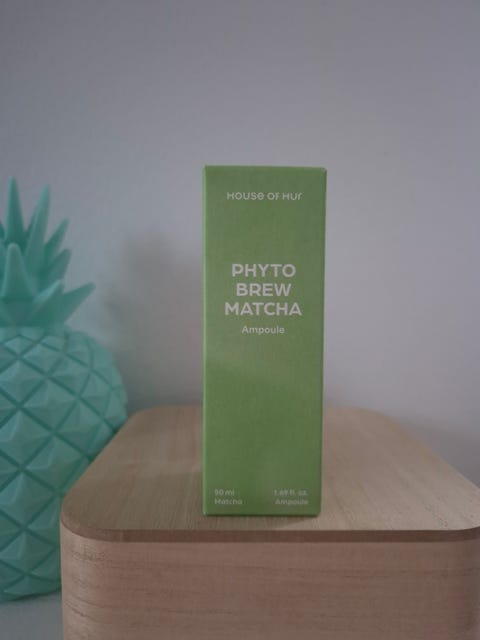 House of Hur
PHYTO
BREW
MATCHA
Ampoule
50 ml 1.69 fl. oz.
Matcha Ampoule